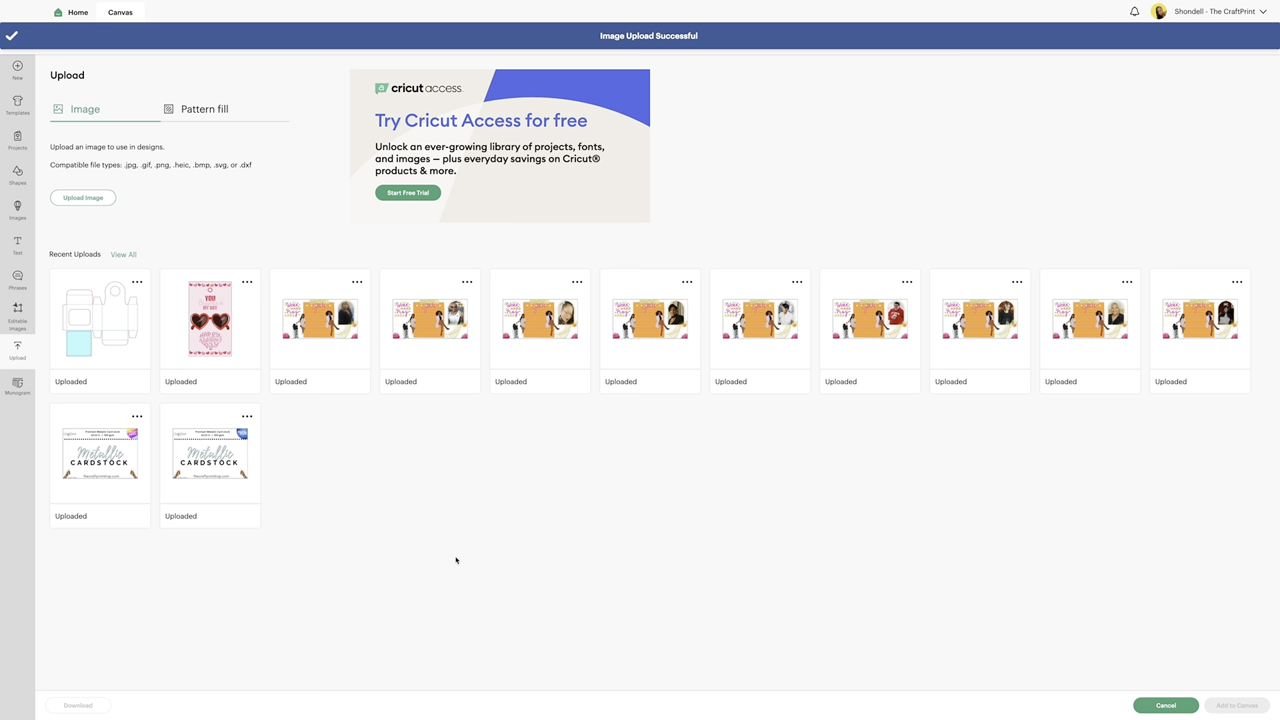 Home
Canvas
Shondell - The CraftPrint
Image Upload Successful
New
Templates
Projects
Shapes
Images
Text
Phrases
Editable
Images
Upload
Monogram
Upload
Image
Pattern fill
Upload an image to use in designs.
Compatible file types: .jpg, .gif, .png, .heic, .bmp, .svg, or .dxf
Upload Image
cricut access
Try Cricut Access for free
Unlock an ever-growing library of projects, fonts,
and images — plus everyday savings on Cricut®
products & more.
Start Free Trial
Recent Uploads
View All
YOU
Uploaded
Uploaded
Uploaded
Uploaded
Uploaded
Uploaded
Uploaded
Uploaded
Uploaded
Uploaded
Uploaded
Metallic
CARDSTOCK
Metallic
CARDSTOCK
Uploaded
Uploaded
Download
Cancel
Add to Canvas